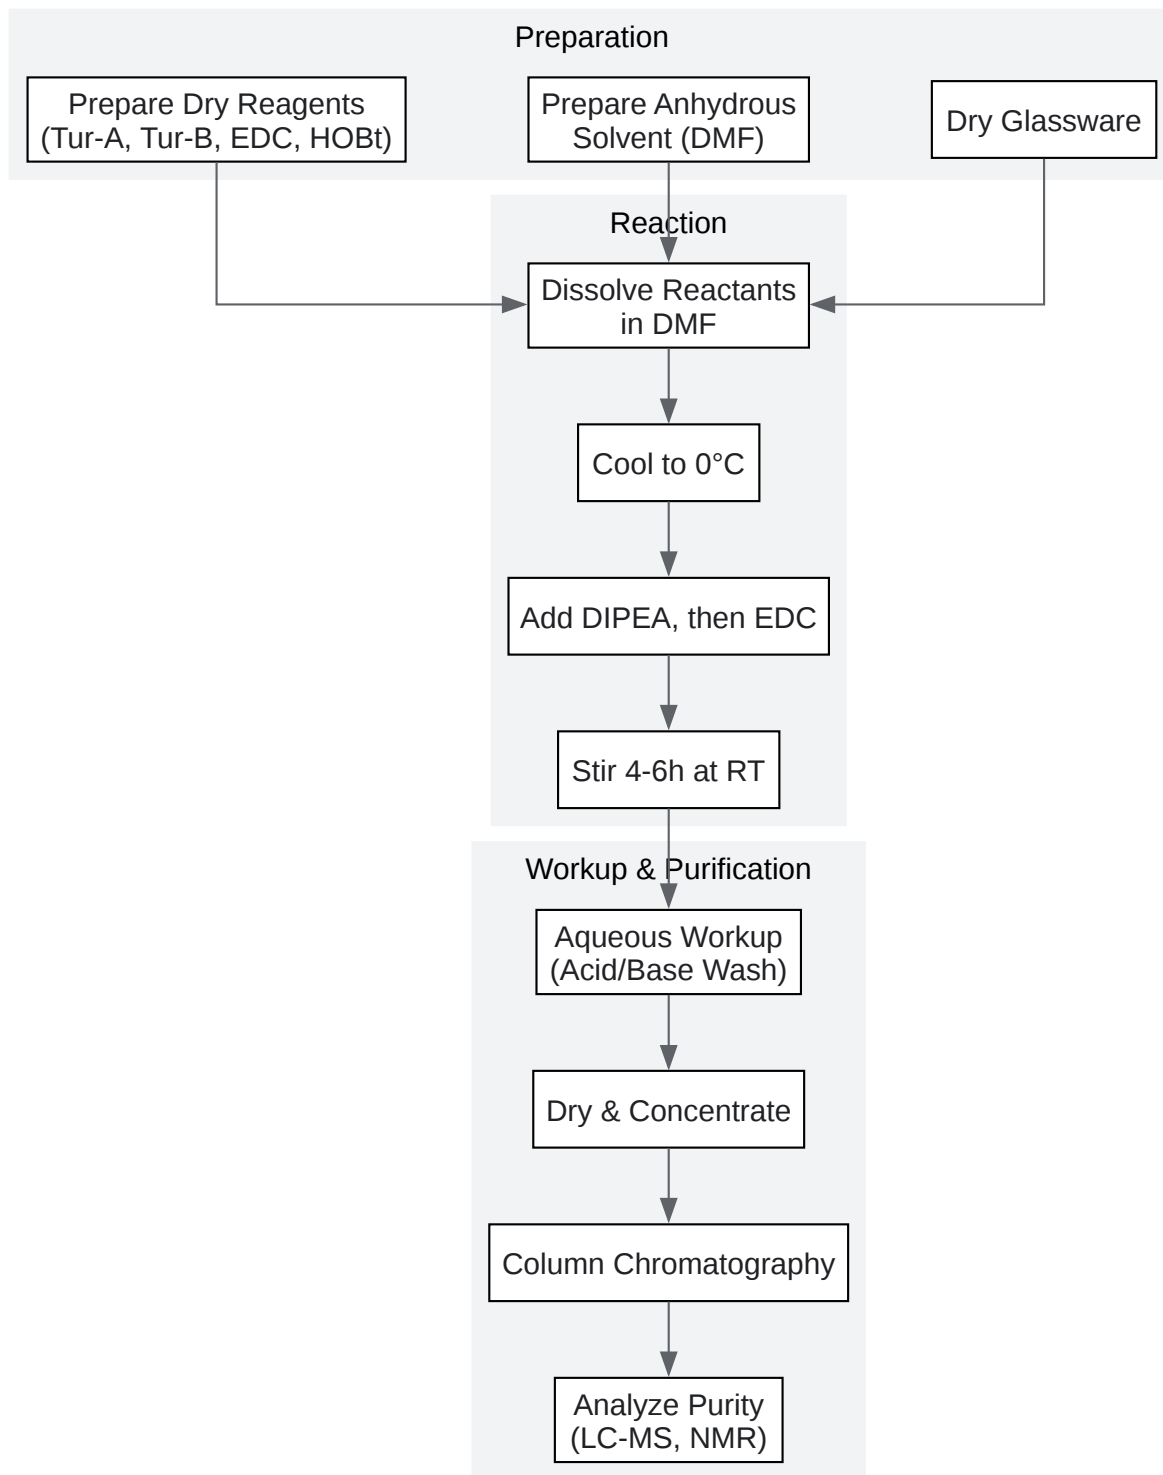 Preparation
Prepare Dry Reagents
(Tur-A, Tur-B, EDC, HOBt)
Prepare Anhydrous
Solvent (DMF)
Dry Glassware
Reaction
Dissolve Reactants
in DMF
Cool to 0°C
Add DIPEA, then EDC
Stir 4-6h at RT
Workup & Purification
Aqueous Workup
(Acid/Base Wash)
Dry & Concentrate
Column Chromatography
Analyze Purity
(LC-MS, NMR)